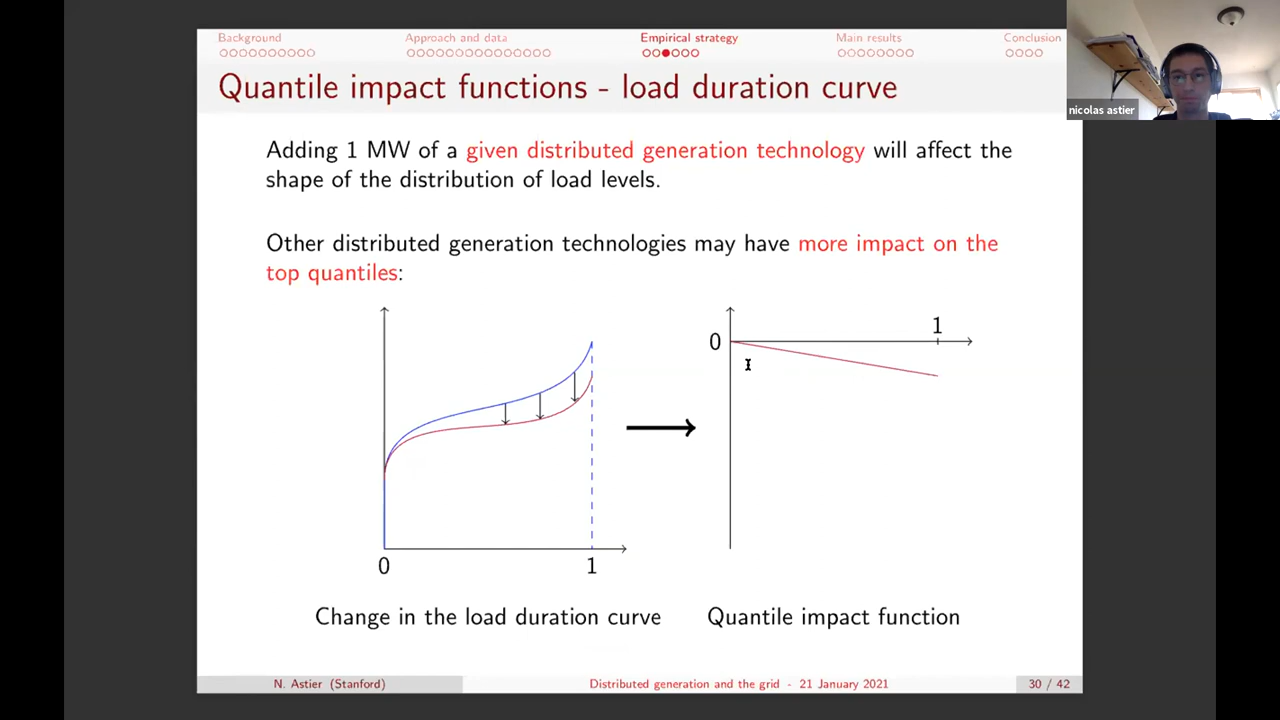 Background
Approach and data
Empirical strategy
Main results
Conclusion
nicolas astier
Quantile impact functions - load duration curve
Adding 1 MW of a given distributed generation technology will affect the
shape of the distribution of load levels.
Other distributed generation technologies may have more impact on the
top quantiles:
1
0
0
1
Change in the load duration curve
Quantile impact function
N. Astier (Stanford)
Distributed generation and the grid - 21 January 2021
30 / 42